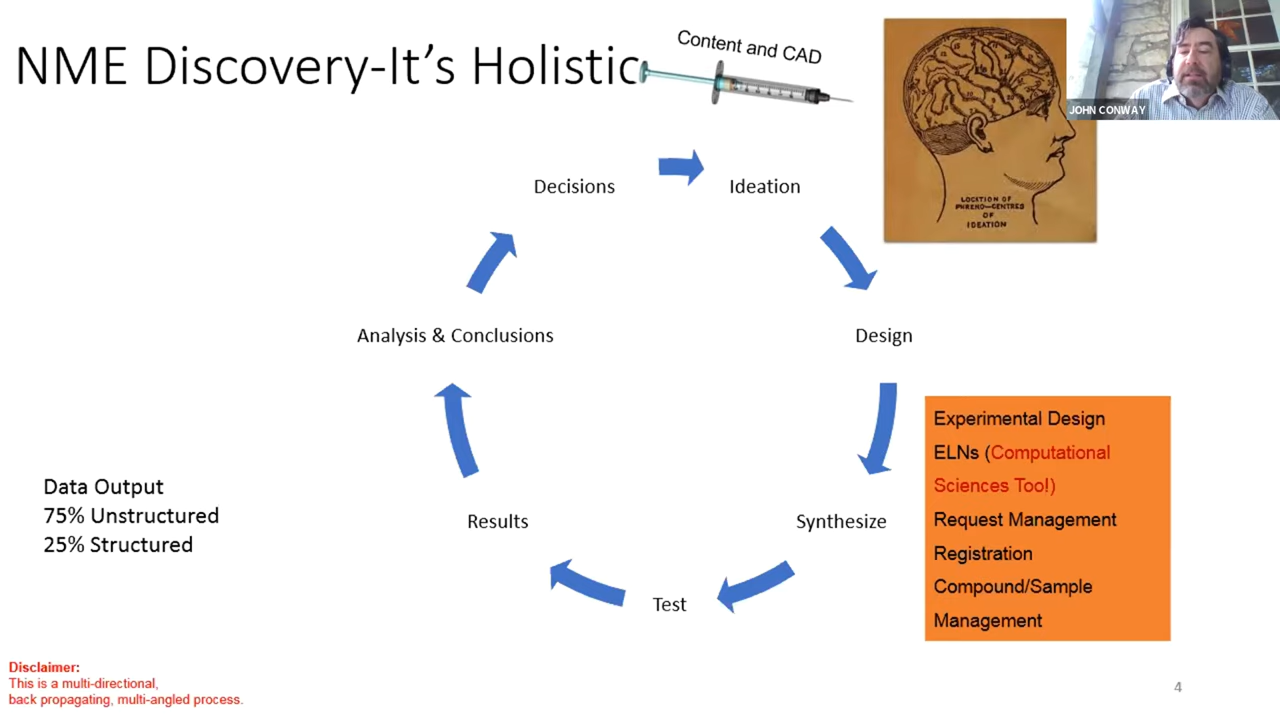 NME Discovery-It's Holistic
Content and CAD
JOHN CONWAY
LOCATION OF
PHRENO—CENTRES
OF
IDEATION
Decisions
Ideation
Analysis & Conclusions
Design
Experimental Design
ELNs (Computational
Sciences Too!)
Request Management
Registration
Compound/Sample
Management
Data Output
75% Unstructured
25% Structured
Results
Synthesize
Test
Disclaimer:
This is a multi-directional,
back propagating, multi-angled process.
4